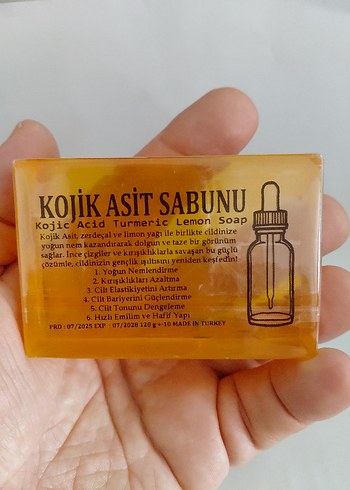 KOJİK ASİT SABUNU
Kojic Acid Turmeric Lemon Soap
Kojik Asit, zerdeçal ve limon yağı ile birlikte cildinize
yoğun nem kazandırarak dolgun ve taze bir görünüm
sağlar. İnce çizgiler ve kırışıklıklarla savaşan bu güçlü
çözümle, cildinizin gençlik ışıltısını yeniden keşfedin!
1. Yoğun Nemlendirme
2. Kırışıklıkları Azaltma
3. Cilt Elastikiyetini Artırma
4. Cilt Bariyerini Güçlendirme
5. Cilt Tonunu Dengeleme
6. Hızlı Emilim ve Hafif Yapı
PRD : 07/2025 EXP : 07/2028 120 g +-10 MADE IN TURKEY